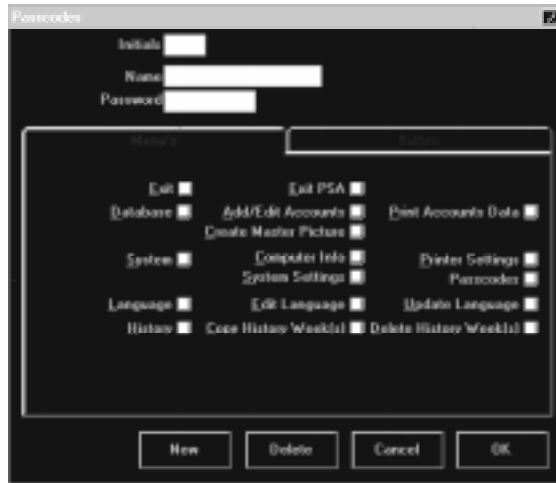 Passcodes
Initials
Name
Password
Menu's
Exit Exit PSA
Database Add/Edit Accounts Print Accounts Data
Create Master Picture
System Computer Info Printer Settings
System Settings Passcodes
Language Edit Language Update Language
History Copy History Week(s) Delete History Week(s)
New Delete Cancel OK